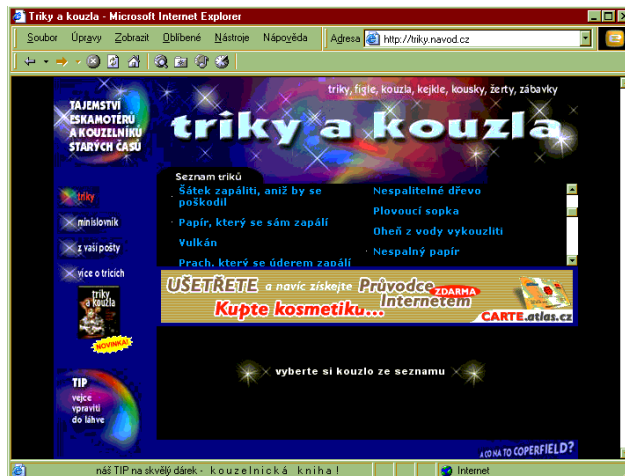 Triky a kouzla - Microsoft Internet Explorer
Soubor Úpravy Zobrazit Oblíbené Nástroje Nápověda Adresa http://triky.navod.cz
triky, figle, kouzla, kejkle, kousky, žerty, zábavky
TAJEMSTVÍ
ESKAMOTÉRŮ
A KOUZELNÍKŮ
STARÝCH ČASŮ
triky a kouzla
Seznam triků
Šátek zapáliti, aniž by se
poškodil
Papír, který se sám zapálí
Vulkán
Prach, který se úderem zapálí
Nespalitelné dřevo
Plovoucí sopka
Oheň z vody vykouzliti
Nespalný papír
triky
minislovník
z vaší pošty
více o tricích
triky
a kouzla
NOVINKA!
UŠETŘETE a navíc získejte Průvodce
Internetem ZDARMA
Kupte kosmetiku...
CARTE.atlas.cz
vyberte si kouzlo ze seznamu
TIP
vejce
vpraviti
do láhve
A CO NA TO COPERFIELD?
náš TIP na skvělý dárek - kouzelnická kniha!
Internet